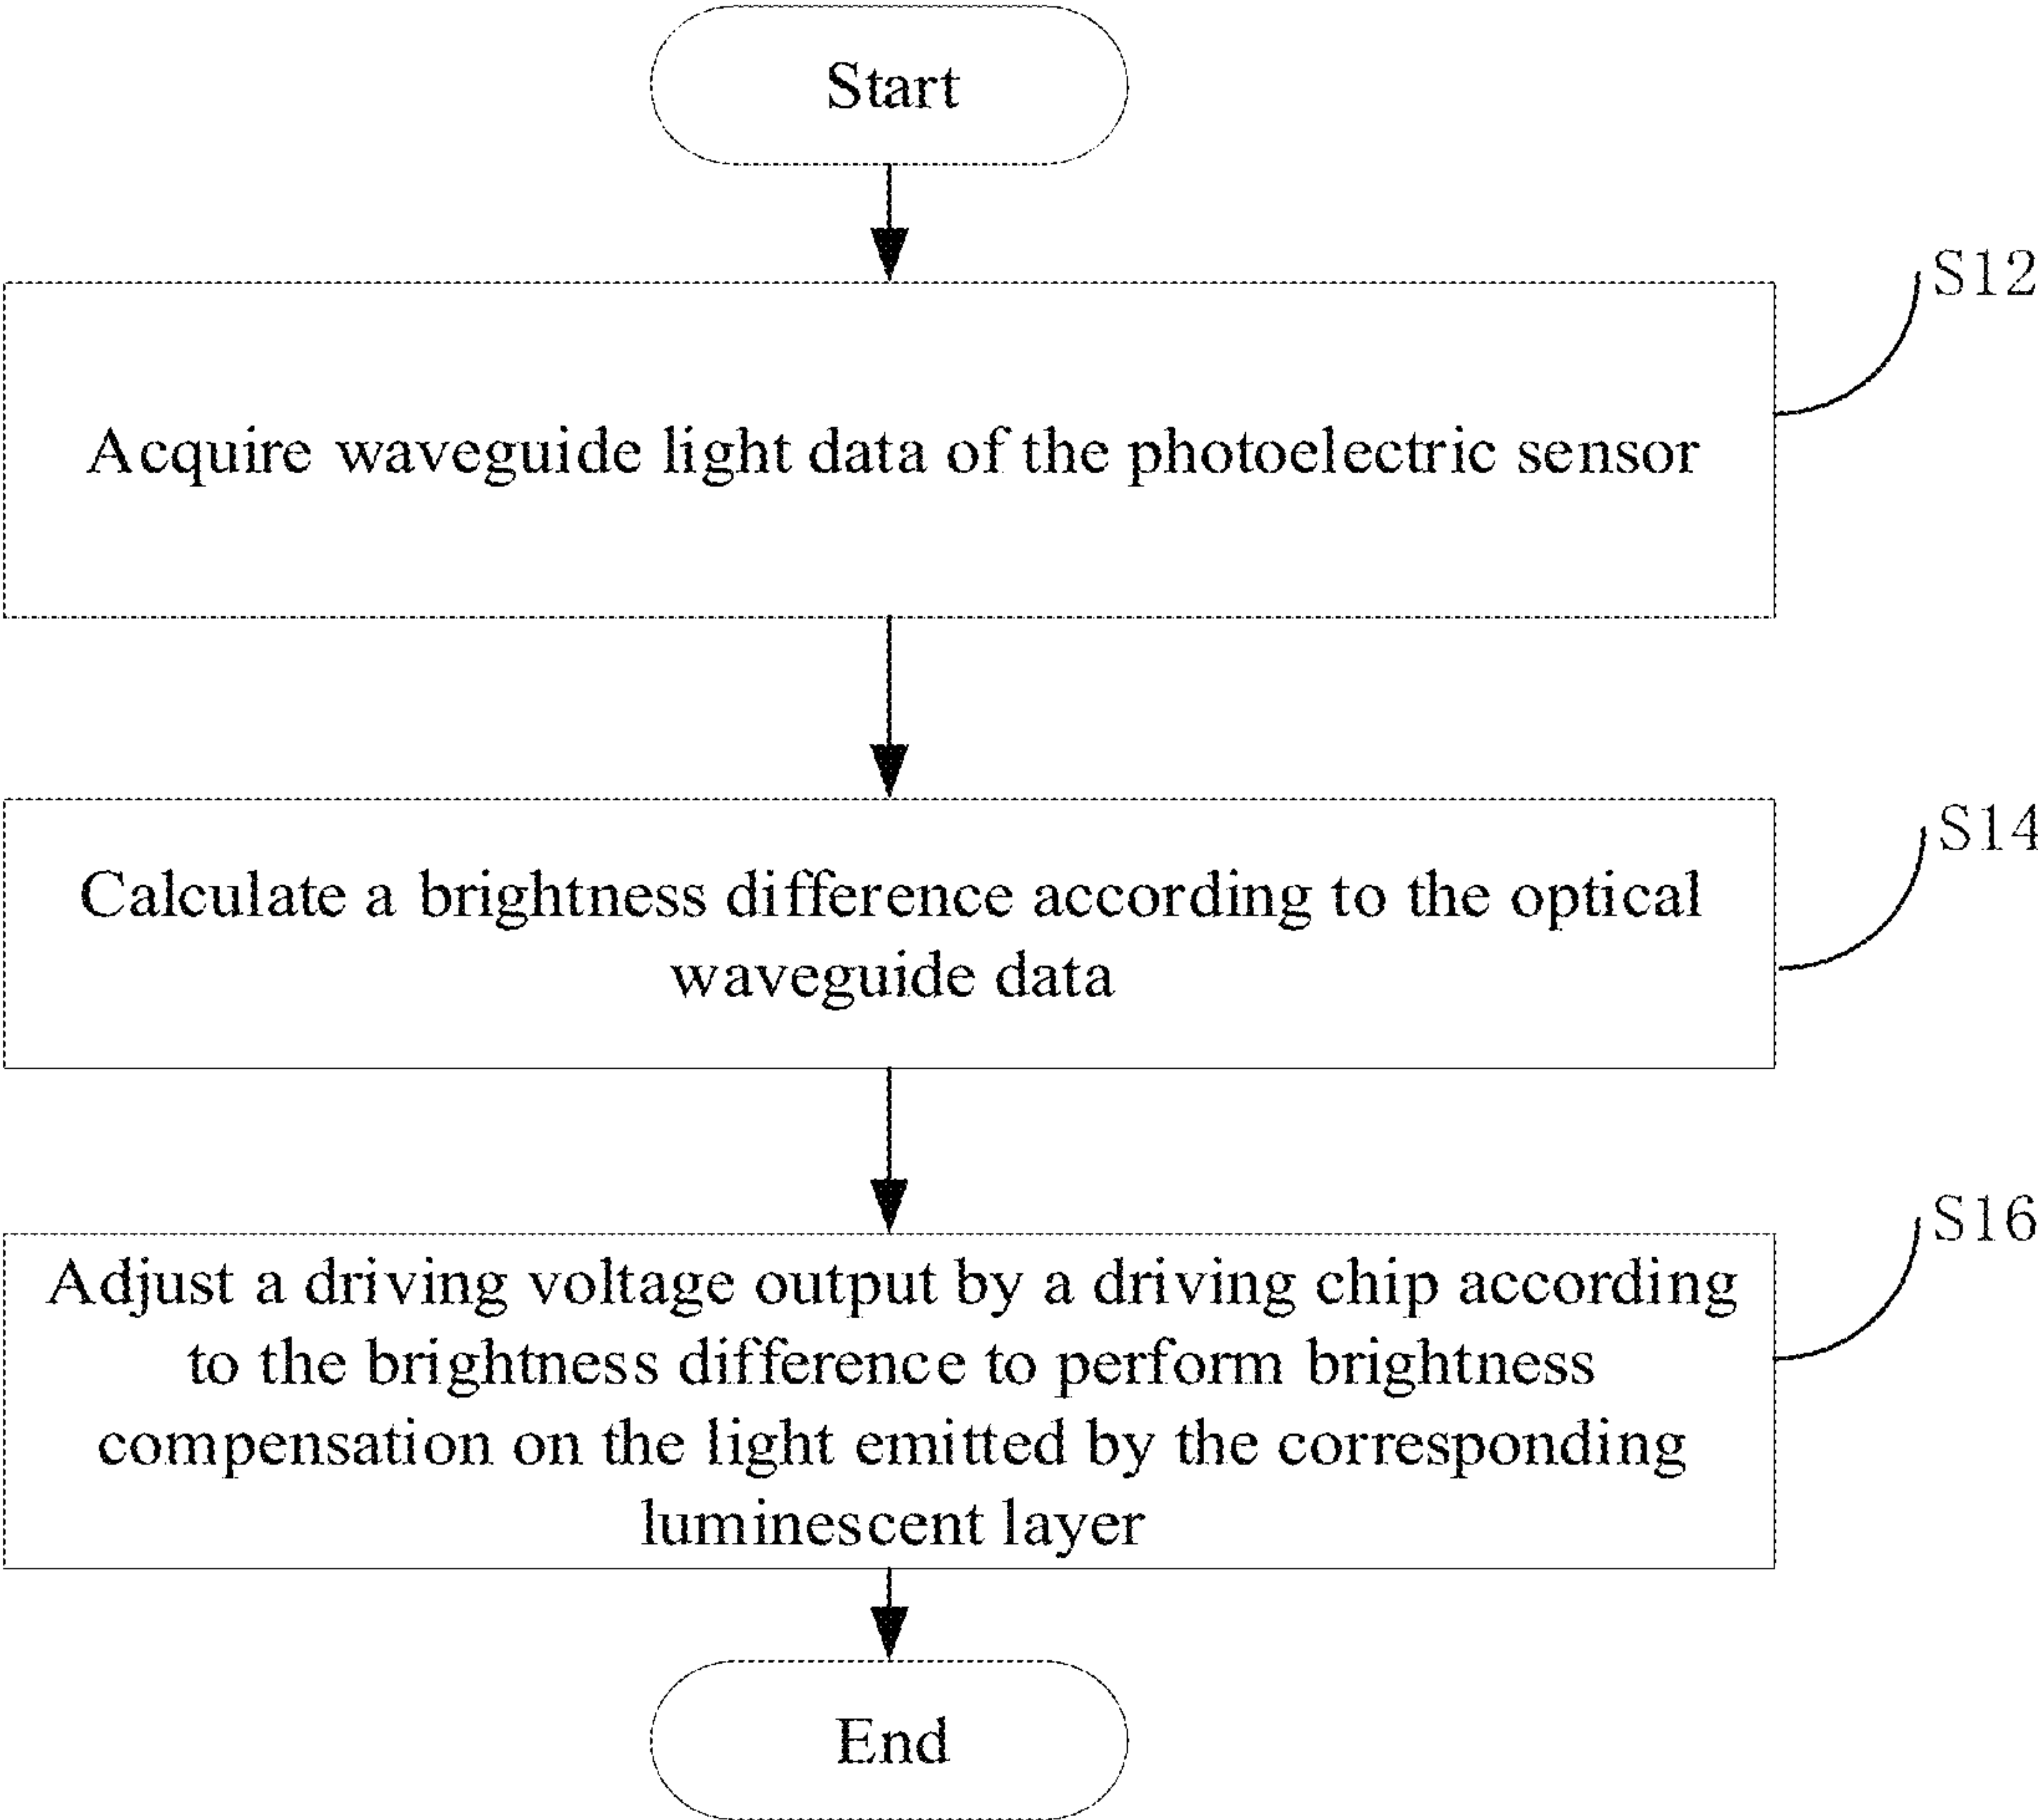 Start
S12
Acquire waveguide light data of the photoelectric sensor
S14
Calculate a brightness difference according to the optical
waveguide data
S16
Adjust a driving voltage output by a driving chip according
to the brightness difference to perform brightness
compensation on the light emitted by the corresponding
luminescent layer
End